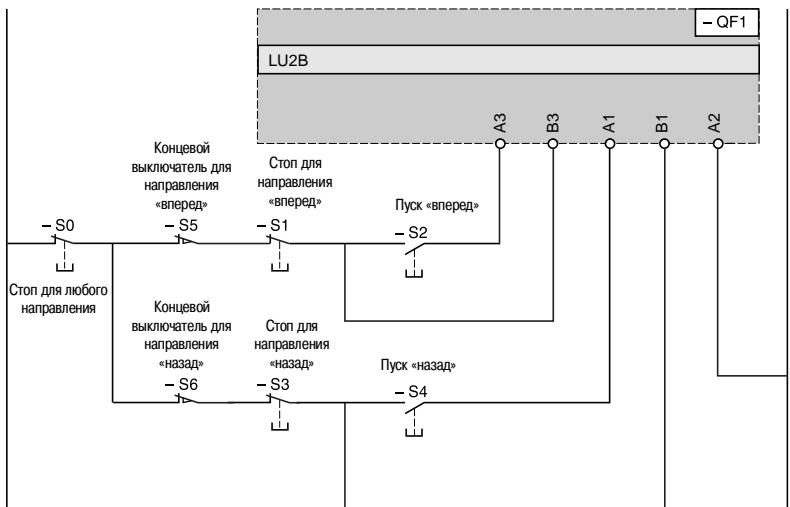 – QF1
LU2B
A3
B3
A1
B1
A2
Концевой
выключатель для
направления
«вперед»
Стоп для
направления
«вперед»
Пуск «вперед»
– S0
– S5
– S1
– S2
Стоп для любого
направления
Концевой
выключатель для
направления
«назад»
Стоп для
направления
«назад»
Пуск «назад»
– S6
– S3
– S4